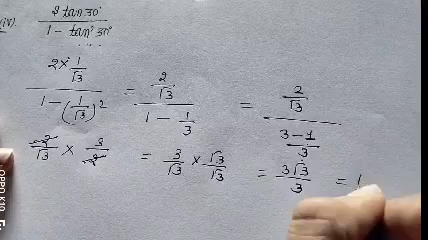 (iv). 2 tan 30° / 1 - tan² 30°
2 × 1/√3 / 1 - (1/√3)² = 2/√3 / 1 - 1/3 = 2/√3 / 3-1/3
2/√3 × 3/2 = 3/√3 × √3/√3 = 3√3/3 =
OPPO K10